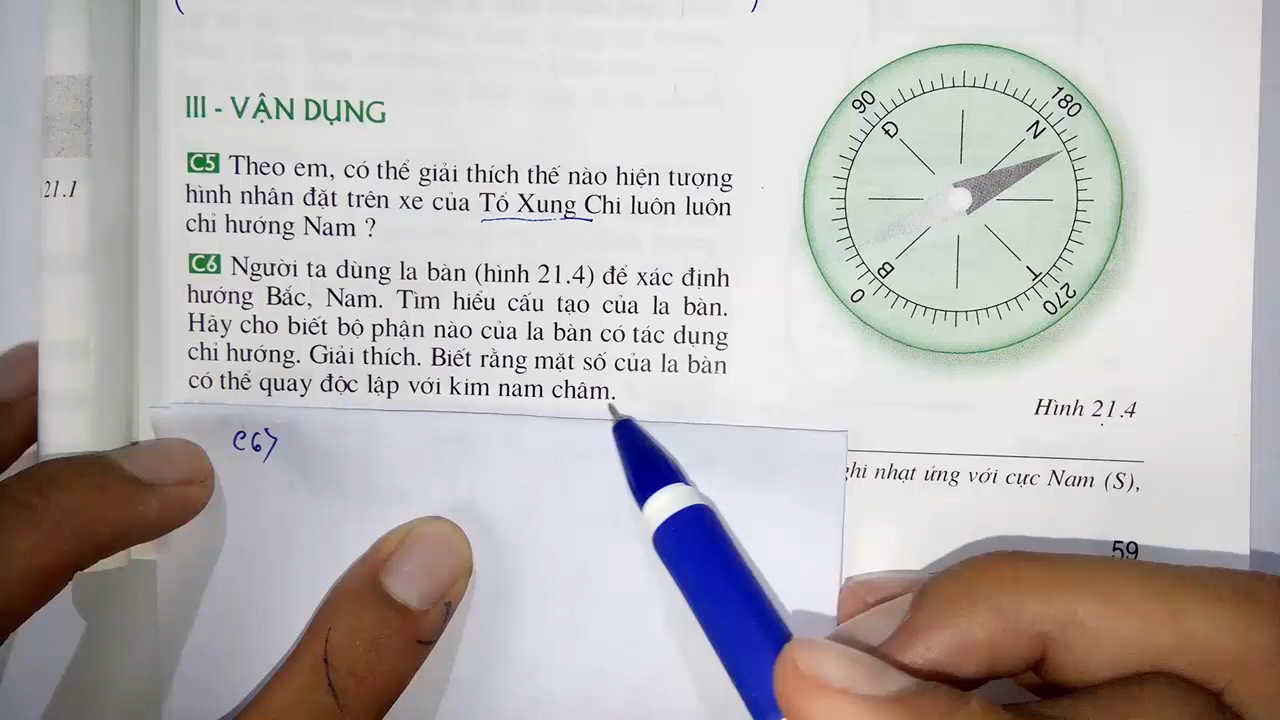 III - VẬN DỤNG
C5 Theo em, có thể giải thích thế nào hiện tượng
hình nhân đặt trên xe của Tổ Xung Chi luôn luôn
chỉ hướng Nam ?
21.1
C6 Người ta dùng la bàn (hình 21.4) để xác định
hướng Bắc, Nam. Tìm hiểu cấu tạo của la bàn.
Hãy cho biết bộ phận nào của la bàn có tác dụng
chỉ hướng. Giải thích. Biết rằng mặt số của la bàn
có thể quay độc lập với kim nam châm.
90
180
Đ
N
B
T
0
270
Hình 21.4
C6)
ghi nhạt ứng với cực Nam (S),
59